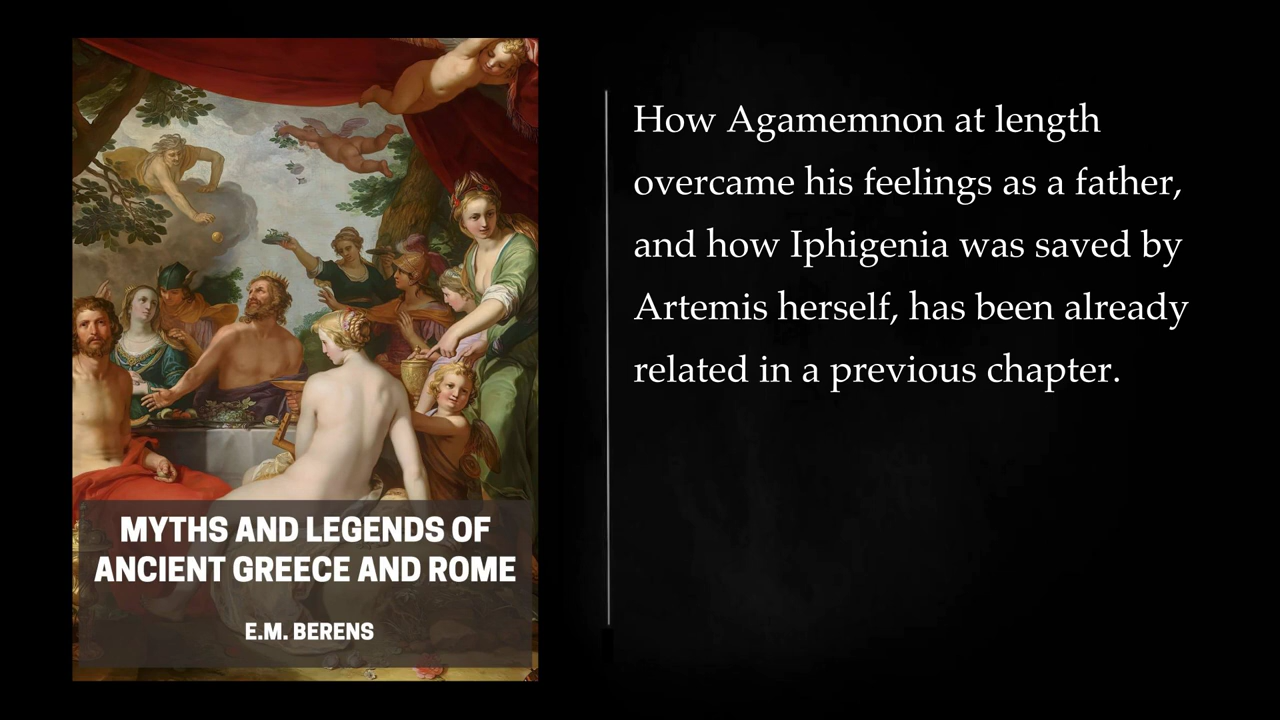 MYTHS AND LEGENDS OF
ANCIENT GREECE AND ROME
E.M. BERENS
How Agamemnon at length
overcame his feelings as a father,
and how Iphigenia was saved by
Artemis herself, has been already
related in a previous chapter.